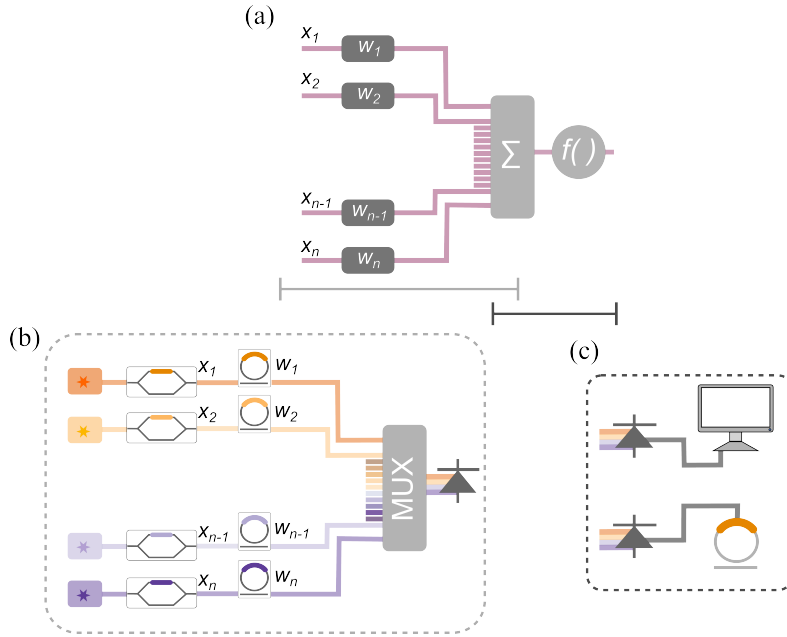 (a)
x1
w1
x2
w2
Σ
f( )
xn-1
wn-1
xn
wn
(b)
x1
w1
x2
w2
MUX
xn-1
wn-1
xn
wn
(c)